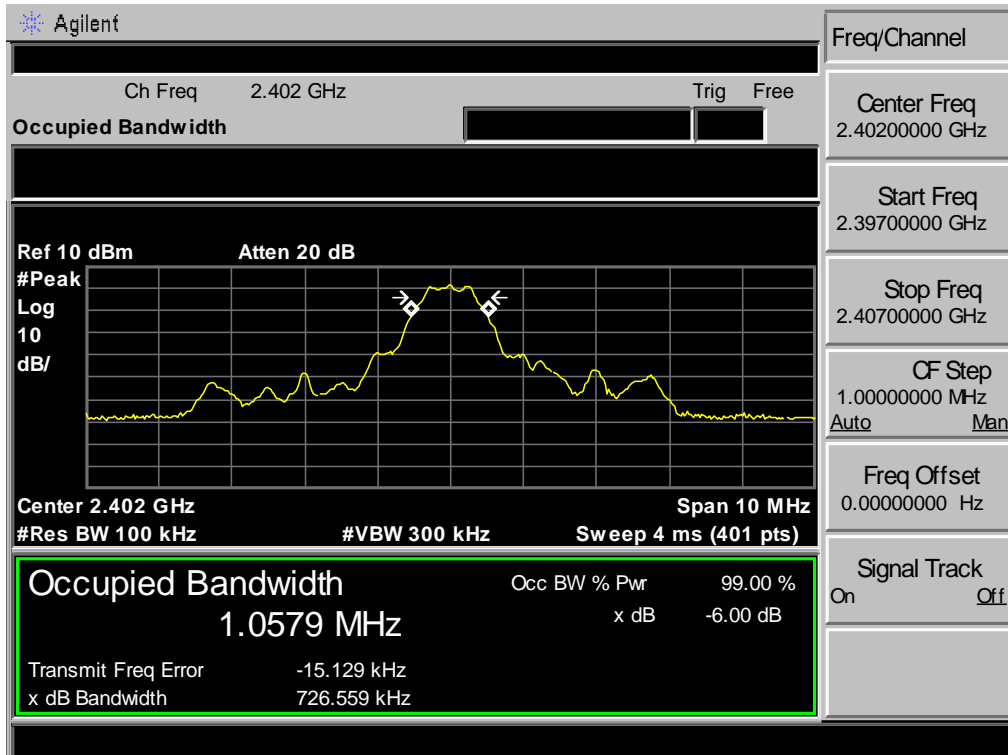 Agilent
Freq/Channel
Ch Freq 2.402 GHz Trig Free
Occupied Bandwidth
Center Freq
2.40200000 GHz
Start Freq
2.39700000 GHz
Ref 10 dBm Atten 20 dB
#Peak
Log
10
dB/
Stop Freq
2.40700000 GHz
CF Step
1.00000000 MHz
Auto Man
Freq Offset
0.00000000 Hz
Center 2.402 GHz Span 10 MHz
#Res BW 100 kHz #VBW 300 kHz Sweep 4 ms (401 pts)
Signal Track
On Off
Occupied Bandwidth Occ BW % Pwr 99.00 %
1.0579 MHz x dB -6.00 dB
Transmit Freq Error -15.129 kHz
x dB Bandwidth 726.559 kHz